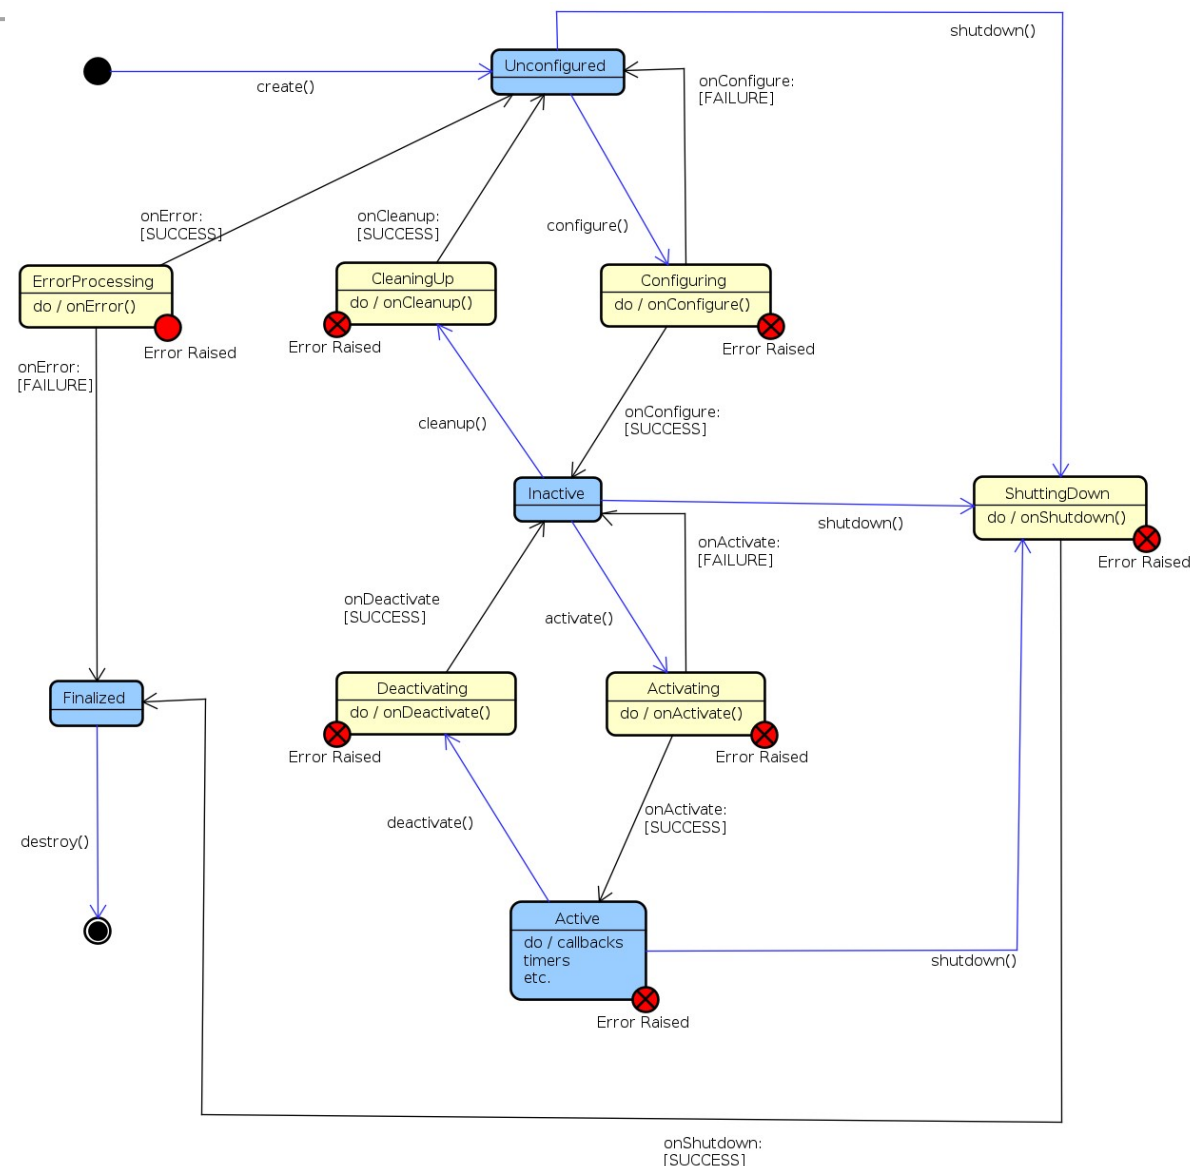 shutdown()
Unconfigured
create()
onConfigure:
[FAILURE]
onError:
[SUCCESS]
onCleanup:
[SUCCESS]
configure()
ErrorProcessing
do / onError()
Error Raised
CleaningUp
do / onCleanup()
Error Raised
Configuring
do / onConfigure()
Error Raised
onError:
[FAILURE]
cleanup()
onConfigure:
[SUCCESS]
Inactive
shutdown()
ShuttingDown
do / onShutdown()
Error Raised
onActivate:
[FAILURE]
onDeactivate
[SUCCESS]
activate()
Finalized
Deactivating
do / onDeactivate()
Error Raised
Activating
do / onActivate()
Error Raised
destroy()
deactivate()
onActivate:
[SUCCESS]
Active
do / callbacks
timers
etc.
Error Raised
shutdown()
onShutdown:
[SUCCESS]